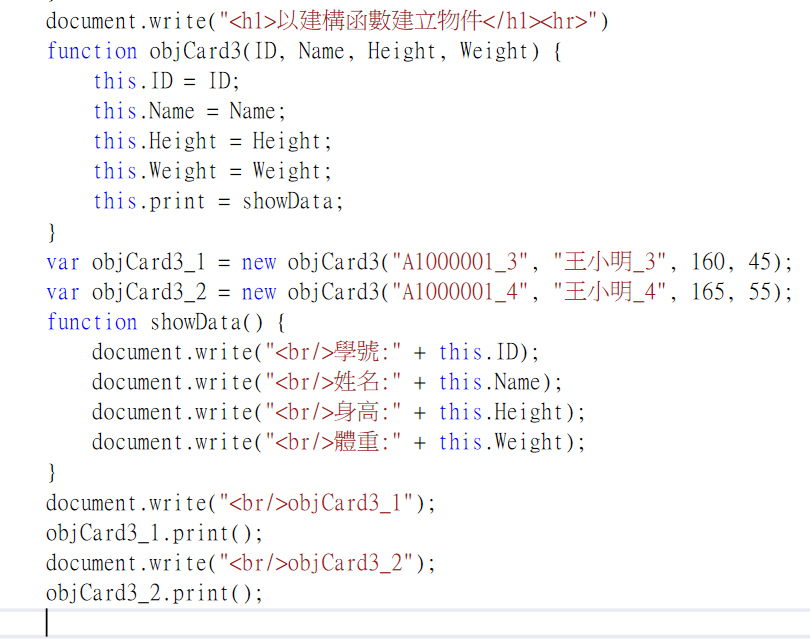 document.write("<h1>以建構函數建立物件</h1><hr>")
function objCard3(ID, Name, Height, Weight) {
    this.ID = ID;
    this.Name = Name;
    this.Height = Height;
    this.Weight = Weight;
    this.print = showData;
}
var objCard3_1 = new objCard3("A1000001_3", "王小明_3", 160, 45);
var objCard3_2 = new objCard3("A1000001_4", "王小明_4", 165, 55);
function showData() {
    document.write("<br/>學號:" + this.ID);
    document.write("<br/>姓名:" + this.Name);
    document.write("<br/>身高:" + this.Height);
    document.write("<br/>體重:" + this.Weight);
}
document.write("<br/>objCard3_1");
objCard3_1.print();
document.write("<br/>objCard3_2");
objCard3_2.print();